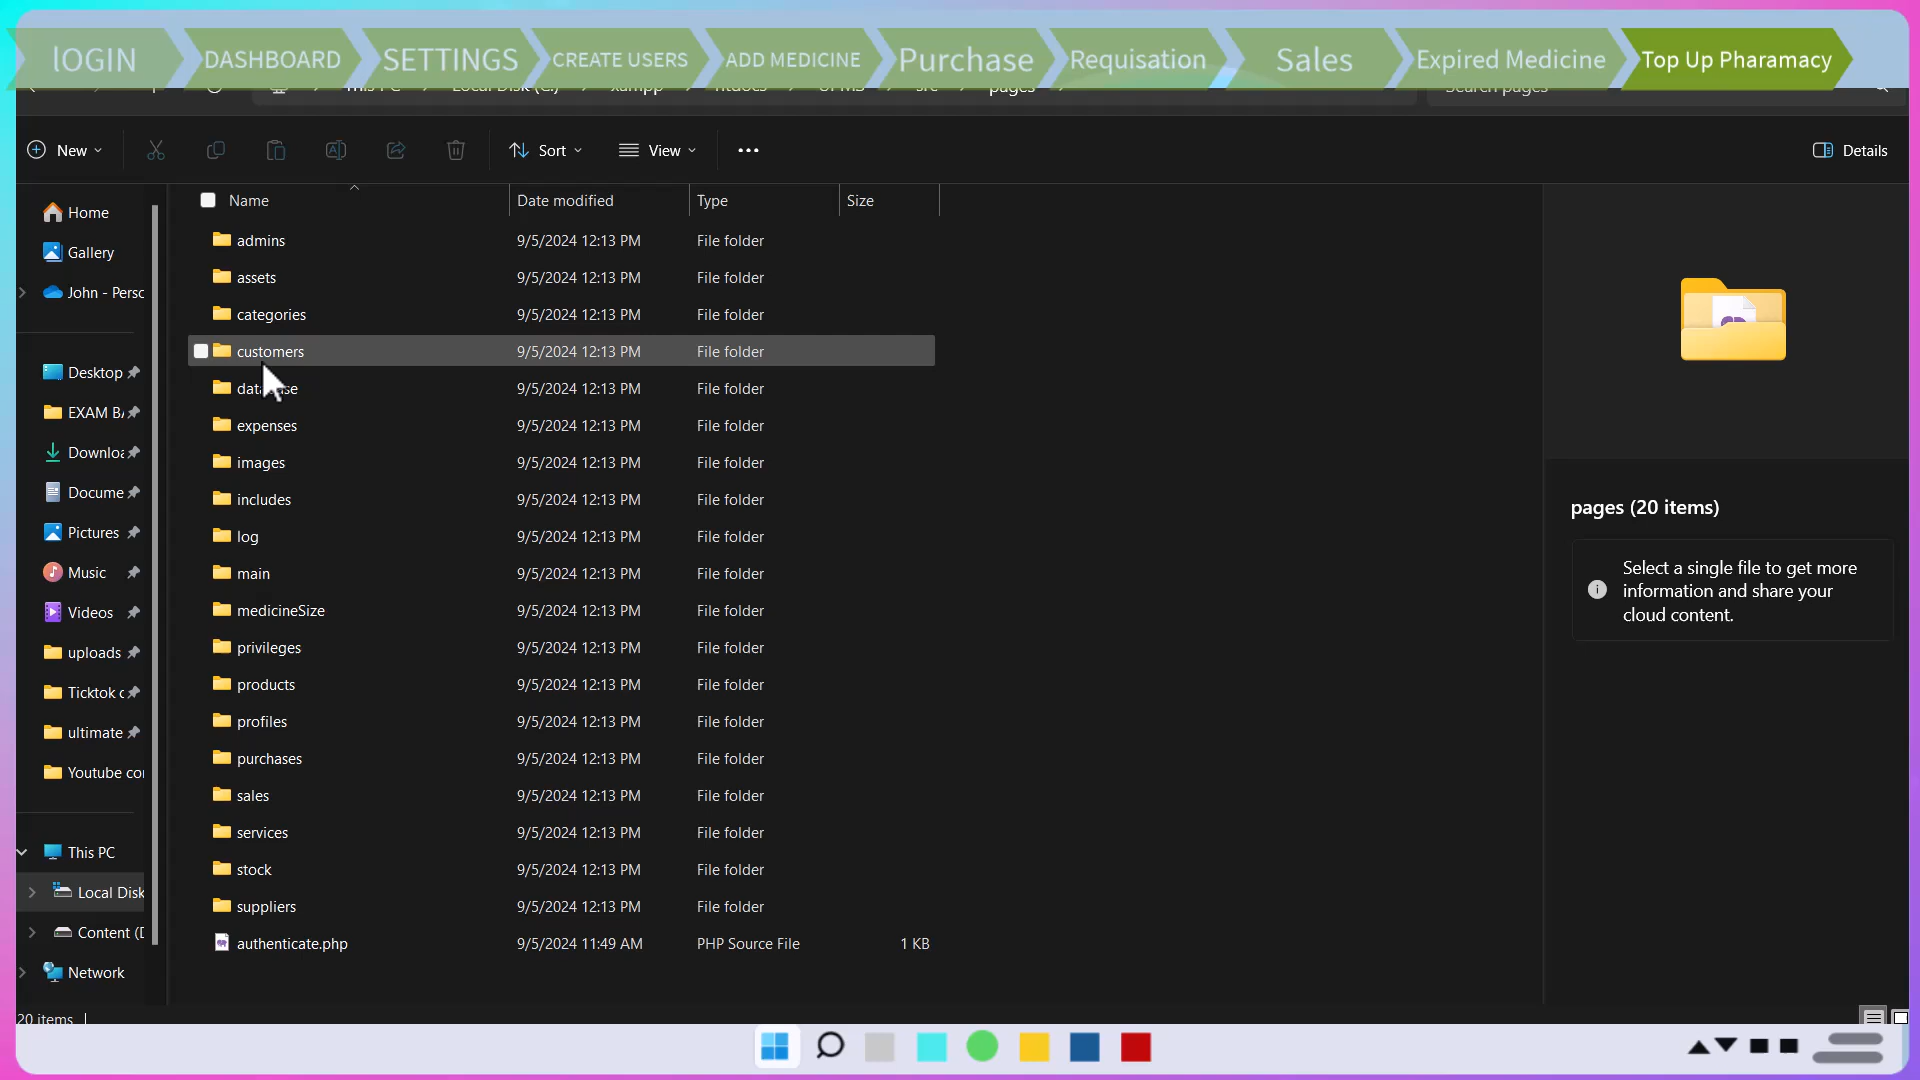 lOGIN
DASHBOARD
SETTINGS
CREATE USERS
ADD MEDICINE
Purchase
Requisation
Sales
Expired Medicine
Top Up Pharamacy
pages
Search pages
New
Sort
View
Details
Name
Date modified
Type
Size
Home
Gallery
John - Persc
Desktop
EXAM B
Downloa
Docume
Pictures
Music
Videos
uploads
Ticktok c
ultimate
Youtube cor
This PC
Local Disk
Content (D
Network
admins 9/5/2024 12:13 PM File folder
assets 9/5/2024 12:13 PM File folder
categories 9/5/2024 12:13 PM File folder
customers 9/5/2024 12:13 PM File folder
database 9/5/2024 12:13 PM File folder
expenses 9/5/2024 12:13 PM File folder
images 9/5/2024 12:13 PM File folder
includes 9/5/2024 12:13 PM File folder
log 9/5/2024 12:13 PM File folder
main 9/5/2024 12:13 PM File folder
medicineSize 9/5/2024 12:13 PM File folder
privileges 9/5/2024 12:13 PM File folder
products 9/5/2024 12:13 PM File folder
profiles 9/5/2024 12:13 PM File folder
purchases 9/5/2024 12:13 PM File folder
sales 9/5/2024 12:13 PM File folder
services 9/5/2024 12:13 PM File folder
stock 9/5/2024 12:13 PM File folder
suppliers 9/5/2024 12:13 PM File folder
authenticate.php 9/5/2024 11:49 AM PHP Source File 1 KB
pages (20 items)
Select a single file to get more
information and share your
cloud content.
20 items